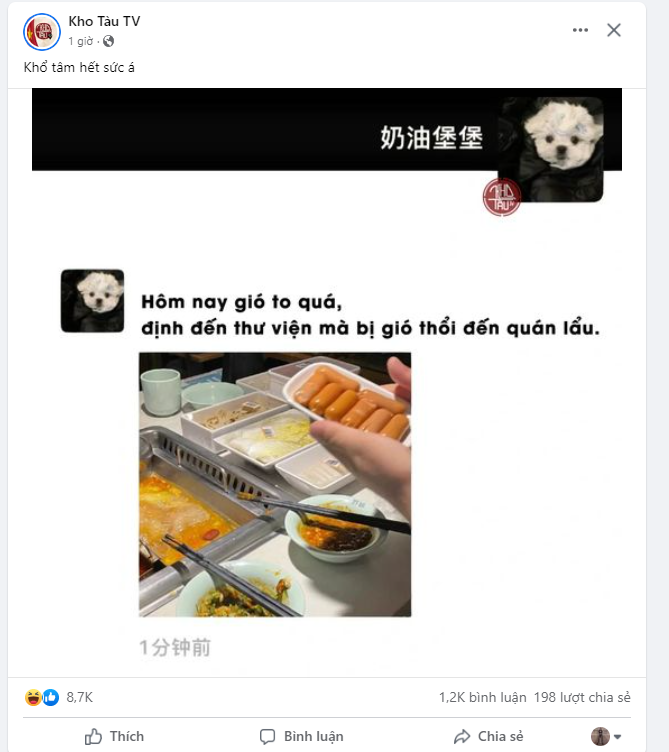 Kho Tàu TV
1 giờ ·
Khổ tâm hết sức á
奶油堡堡
KHO
TÀU
Hôm nay gió to quá,
định đến thư viện mà bị gió thổi đến quán lẩu.
1分钟前
8,7K
1,2K bình luận 198 lượt chia sẻ
Thích Bình luận Chia sẻ